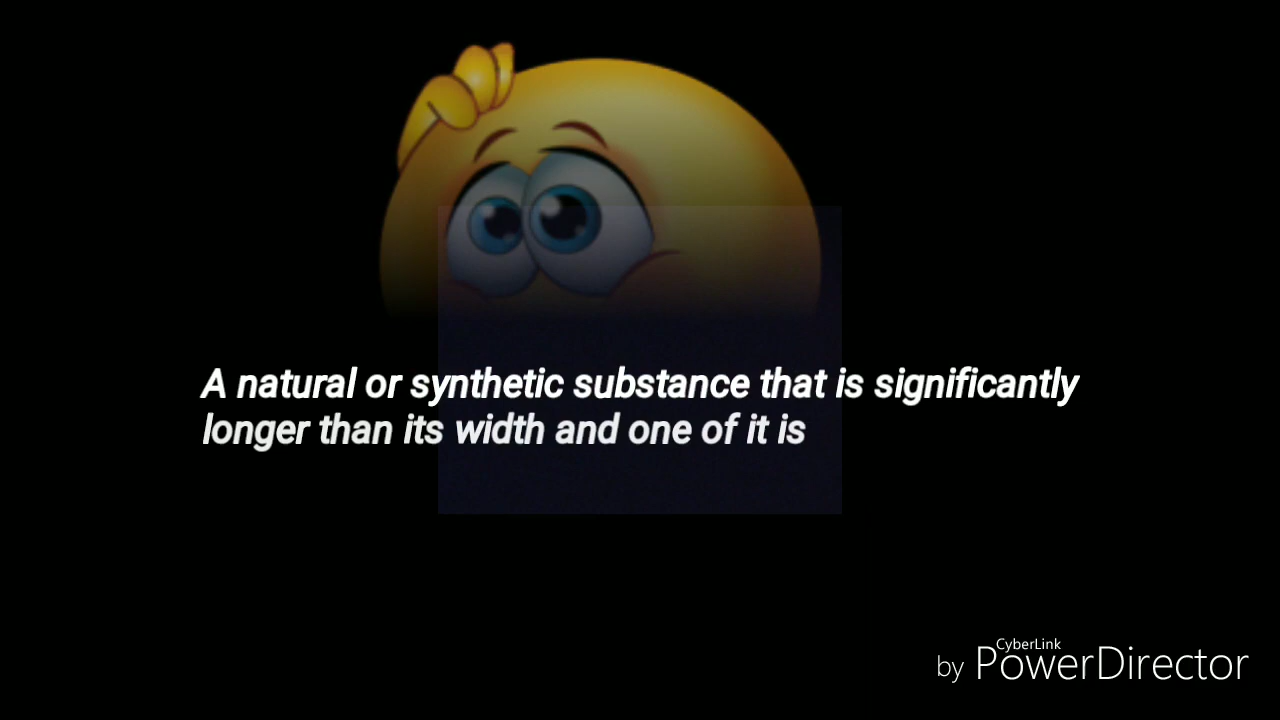 A natural or synthetic substance that is significantly
longer than its width and one of it is
CyberLink
by PowerDirector